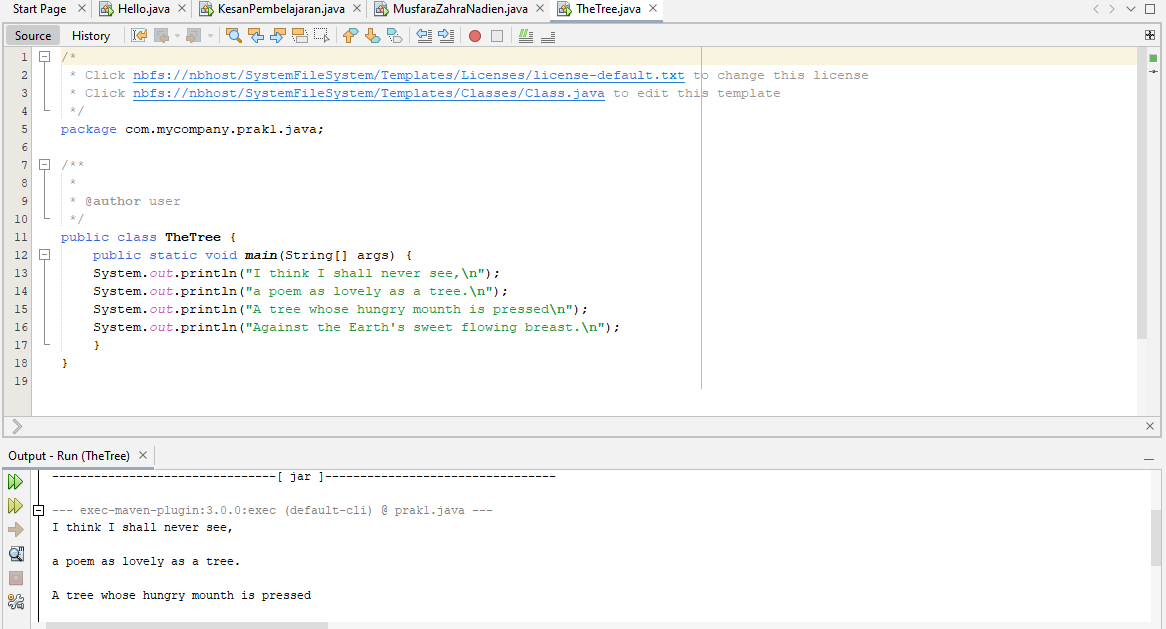 Start Page Hello.java KesanPembelajaran.java MusfaraZahraNadien.java TheTree.java
Source History
1 /*
2 * Click nbfs://nbhost/SystemFileSystem/Templates/Licenses/license-default.txt to change this license
3 * Click nbfs://nbhost/SystemFileSystem/Templates/Classes/Class.java to edit this template
4 */
5 package com.mycompany.prak1.java;
6
7 /**
8 *
9 * @author user
10 */
11 public class TheTree {
12 public static void main(String[] args) {
13 System.out.println("I think I shall never see,\n");
14 System.out.println("a poem as lovely as a tree.\n");
15 System.out.println("A tree whose hungry mounth is pressed\n");
16 System.out.println("Against the Earth's sweet flowing breast.\n");
17 }
18 }
19
Output - Run (TheTree)
--------------------------------[ jar ]---------------------------------
--- exec-maven-plugin:3.0.0:exec (default-cli) @ prak1.java ---
I think I shall never see,
a poem as lovely as a tree.
A tree whose hungry mounth is pressed